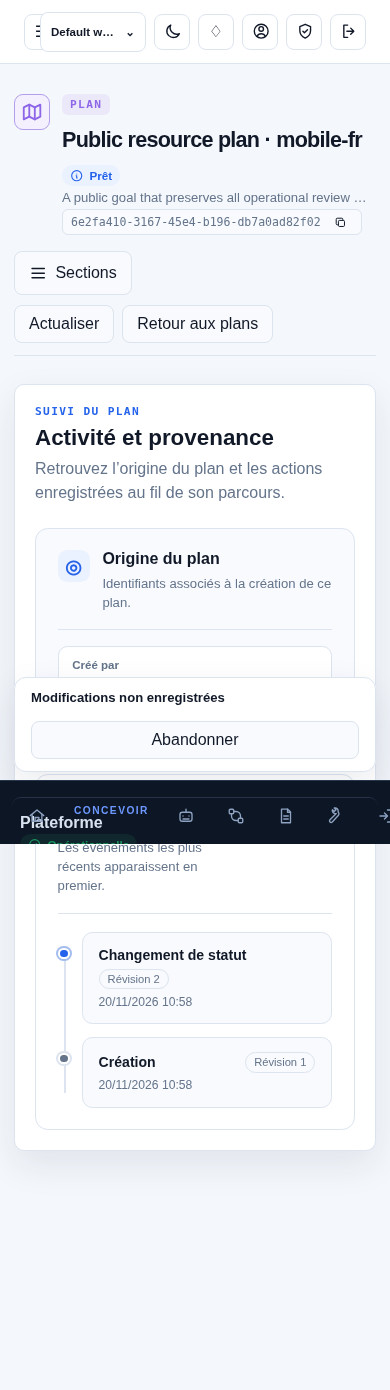 Default w… 
PLAN
Public resource plan · mobile-fr
Prêt
A public goal that preserves all operational review …
6e2fa410-3167-45e4-b196-db7a0ad82f02
Sections
Actualiser
Retour aux plans
SUIVI DU PLAN
Activité et provenance
Retrouvez l’origine du plan et les actions
enregistrées au fil de son parcours.
Origine du plan
Identifiants associés à la création de ce
plan.
Créé par
Modifications non enregistrées
Abandonner
CONCEVOIR
Plateforme
Opérationnelle
Les événements les plus
récents apparaissent en
premier.
Changement de statut
Révision 2
20/11/2026 10:58
Création
Révision 1
20/11/2026 10:58